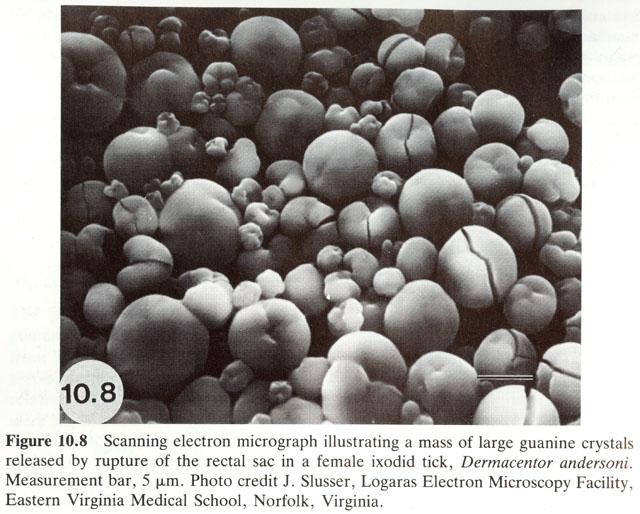 10.8
Figure 10.8 Scanning electron micrograph illustrating a mass of large guanine crystals
released by rupture of the rectal sac in a female ixodid tick, Dermacentor andersoni.
Measurement bar, 5 μm. Photo credit J. Slusser, Logaras Electron Microscopy Facility,
Eastern Virginia Medical School, Norfolk, Virginia.